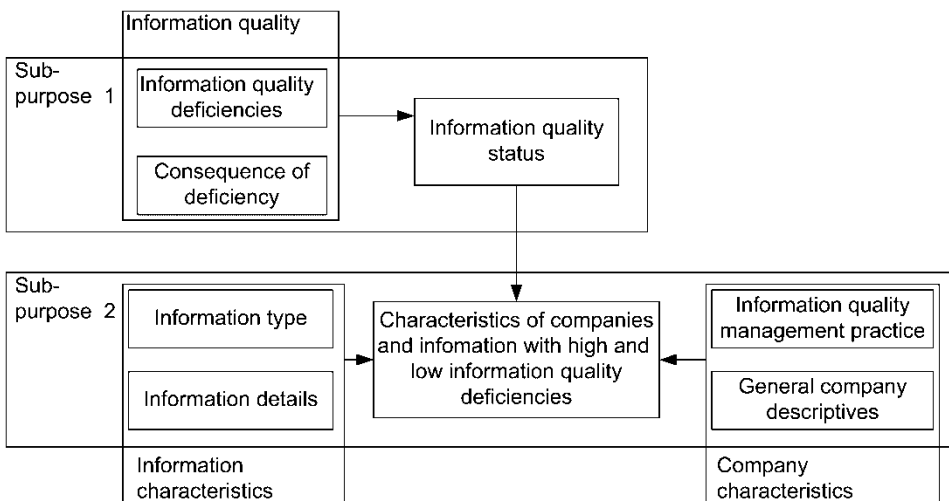 Information quality
Sub-
purpose 1
Information quality
deficiencies
Consequence of
deficiency
Information quality
status
Sub-
purpose 2
Information type
Information details
Information
characteristics
Characteristics of companies
and infomation with high and
low information quality
deficiencies
Information quality
management practice
General company
descriptives
Company
characteristics